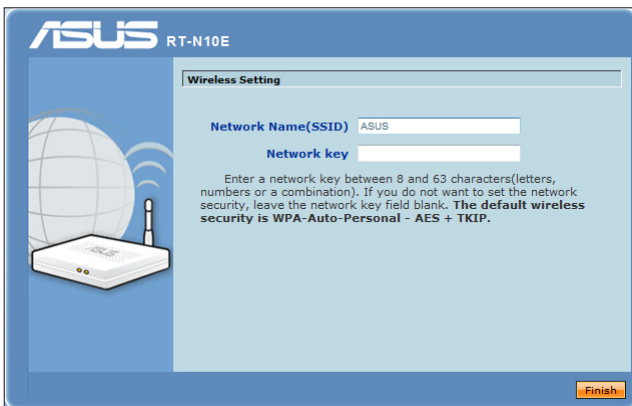 ASUS RT-N10E
Wireless Setting
Network Name(SSID) ASUS
Network key
Enter a network key between 8 and 63 characters(letters,
numbers or a combination). If you do not want to set the network
security, leave the network key field blank. The default wireless
security is WPA-Auto-Personal - AES + TKIP.
ASUS
Finish